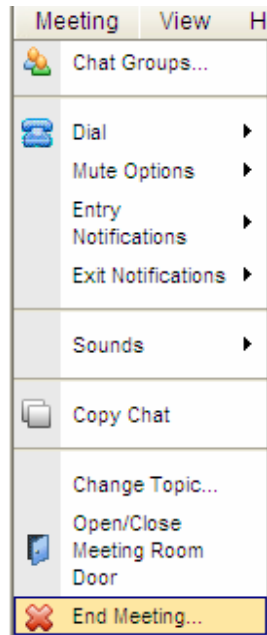 Meeting View H
Chat Groups...
Dial
Mute Options
Entry
Notifications
Exit Notifications
Sounds
Copy Chat
Change Topic...
Open/Close
Meeting Room
Door
End Meeting...